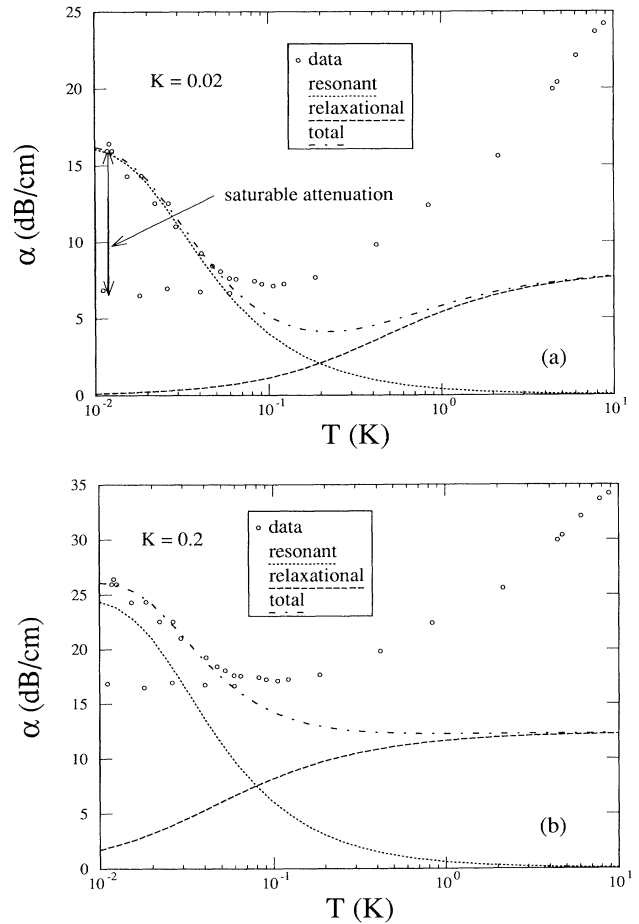 25
20
15
10
5
0
α (dB/cm)
K = 0.02
data
resonant
relaxational
total
saturable attenuation
(a)
10⁻² 10⁻¹ 10⁰ 10¹
T (K)
35
30
25
20
15
10
5
0
α (dB/cm)
K = 0.2
data
resonant
relaxational
total
(b)
10⁻² 10⁻¹ 10⁰ 10¹
T (K)